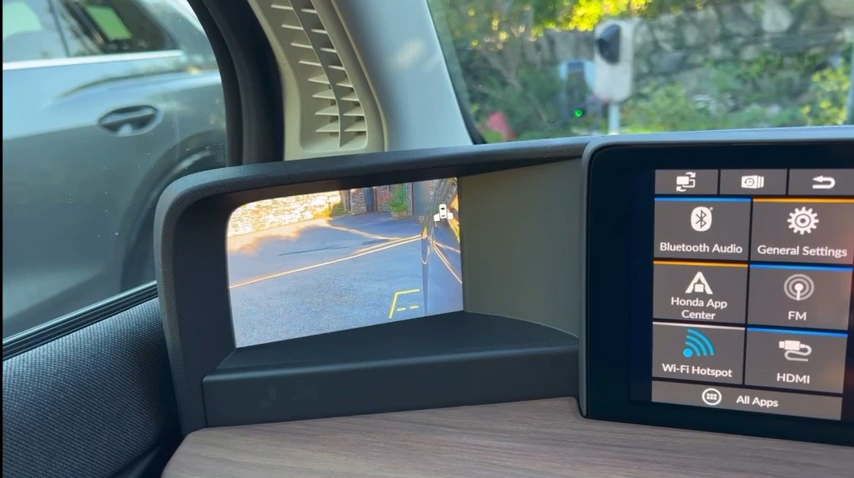 Bluetooth Audio
General Settings
Honda App
Center
FM
Wi-Fi Hotspot
HDMI
All Apps